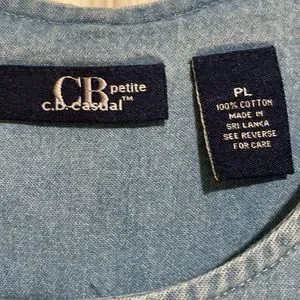 CB petite
c.b. casual™
PL
100% COTTON
MADE IN
SRI LANKA
SEE REVERSE
FOR CARE